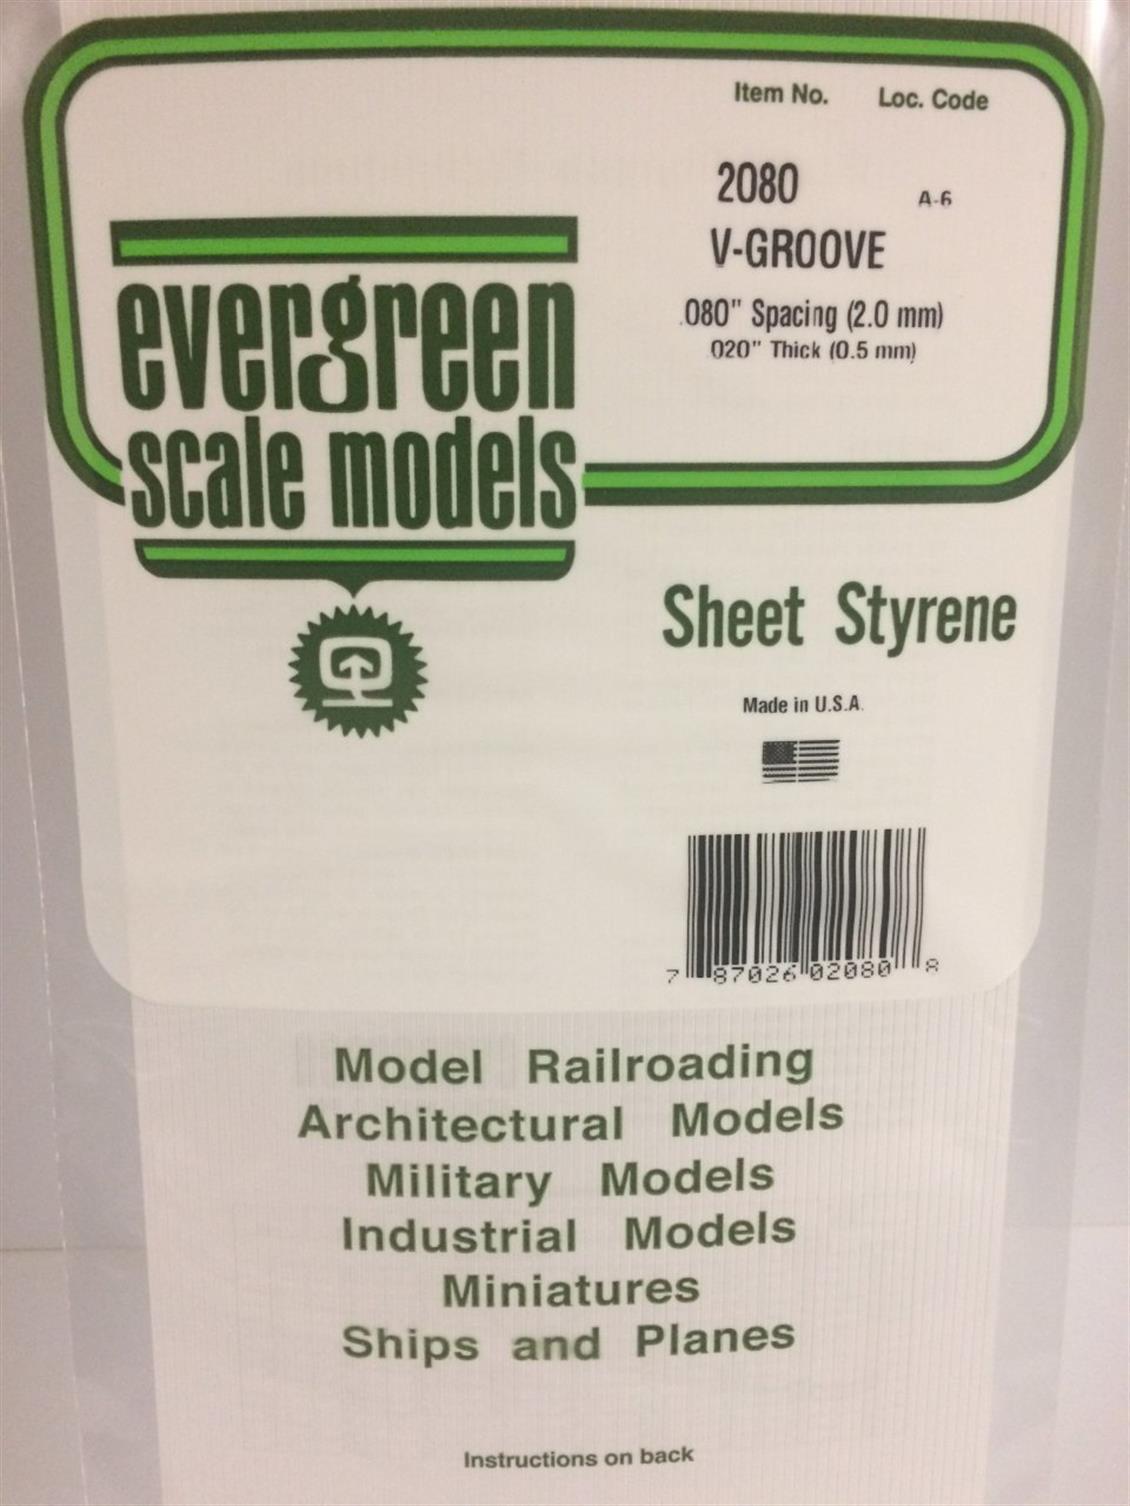 Item No. Loc. Code
2080 A-6
V-GROOVE
.080" Spacing (2.0 mm)
.020" Thick (0.5 mm)
evergreen
scale models
Sheet Styrene
Made in U.S.A.
7 87026 02080 8
Model Railroading
Architectural Models
Military Models
Industrial Models
Miniatures
Ships and Planes
Instructions on back